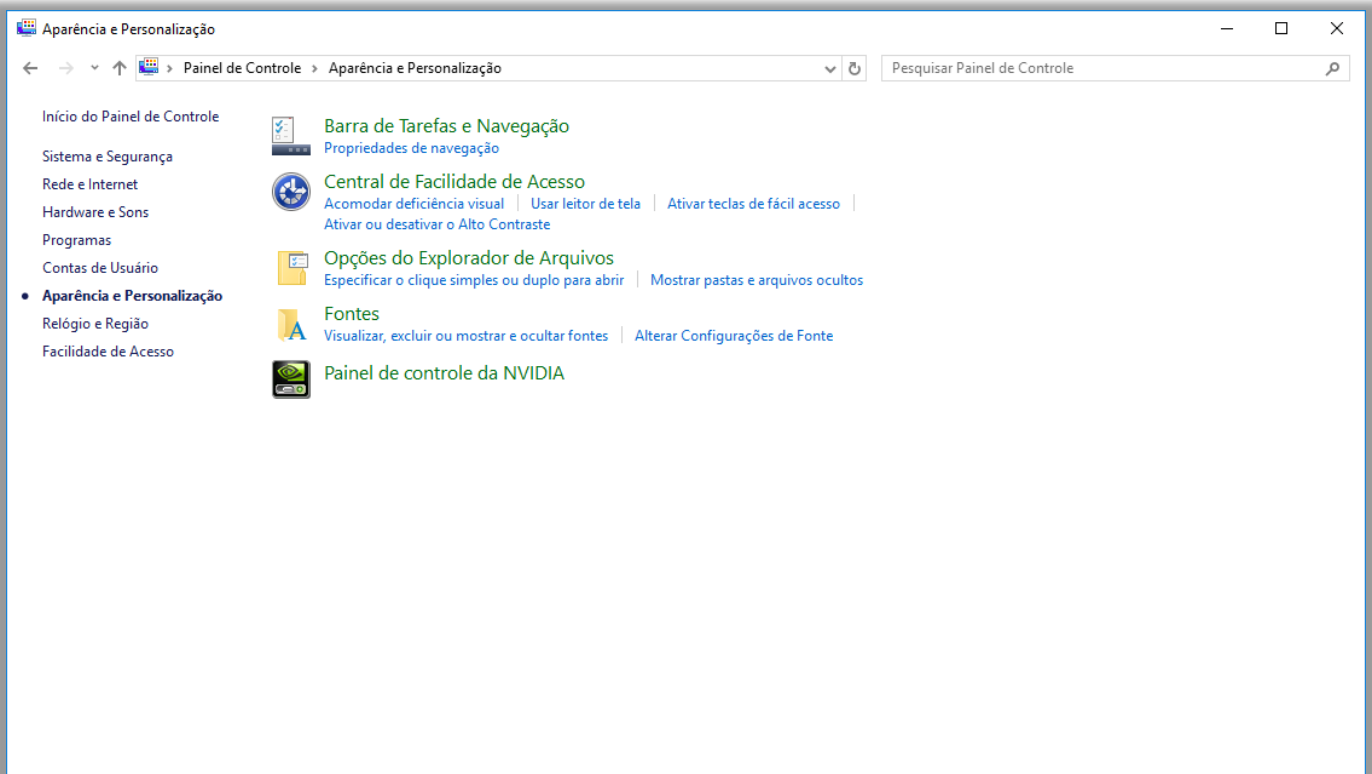 Aparência e Personalização
Painel de Controle › Aparência e Personalização
Pesquisar Painel de Controle
Início do Painel de Controle
Sistema e Segurança
Rede e Internet
Hardware e Sons
Programas
Contas de Usuário
Aparência e Personalização
Relógio e Região
Facilidade de Acesso
Barra de Tarefas e Navegação
Propriedades de navegação
Central de Facilidade de Acesso
Acomodar deficiência visual | Usar leitor de tela | Ativar teclas de fácil acesso |
Ativar ou desativar o Alto Contraste
Opções do Explorador de Arquivos
Especificar o clique simples ou duplo para abrir | Mostrar pastas e arquivos ocultos
Fontes
Visualizar, excluir ou mostrar e ocultar fontes | Alterar Configurações de Fonte
Painel de controle da NVIDIA